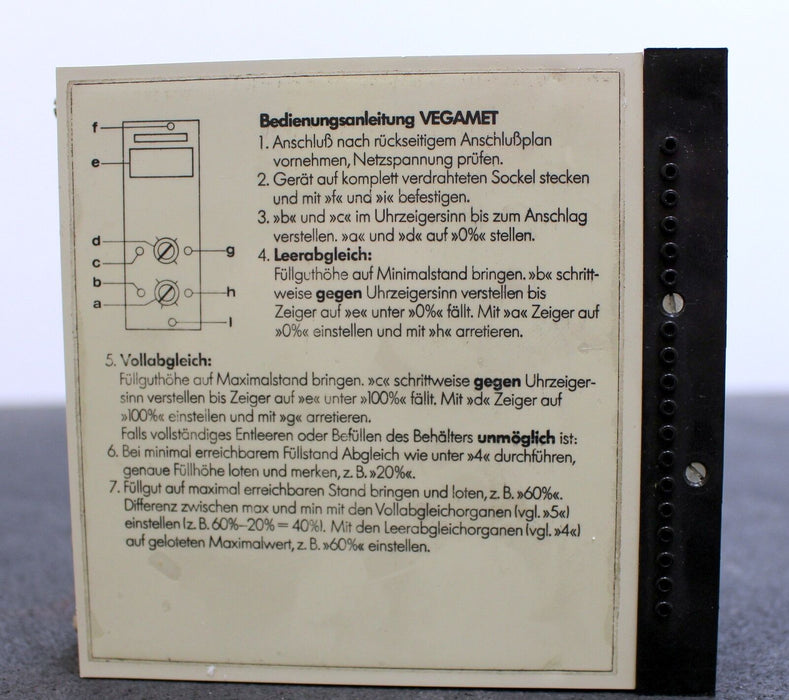 Bedienungsanleitung VEGAMET
1. Anschluß nach rückseitigem Anschlußplan
vornehmen, Netzspannung prüfen.
2. Gerät auf komplett verdrahteten Sockel stecken
und mit »f« und »i« befestigen.
3. »b« und »c« im Uhrzeigersinn bis zum Anschlag
verstellen. »a« und »d« auf »0%« stellen.
4. Leerabgleich:
Füllguthöhe auf Minimalstand bringen. »b« schritt-
weise gegen Uhrzeigersinn verstellen bis
Zeiger auf »e« unter »0%« fällt. Mit »a« Zeiger auf
»0%« einstellen und mit »h« arretieren.
f
e
d
c
b
a
g
h
i
5. Vollabgleich:
Füllguthöhe auf Maximalstand bringen. »c« schrittweise gegen Uhrzeiger-
sinn verstellen bis Zeiger auf »e« unter »100%« fällt. Mit »d« Zeiger auf
»100%« einstellen und mit »g« arretieren.
Falls vollständiges Entleeren oder Befüllen des Behälters unmöglich ist:
6. Bei minimal erreichbarem Füllstand Abgleich wie unter »4« durchführen,
genaue Füllhöhe loten und merken, z. B. »20%«.
7. Füllgut auf maximal erreichbaren Stand bringen und loten, z. B. »60%«.
Differenz zwischen max und min mit den Vollabgleichorganen (vgl. »5«)
einstellen (z. B. 60%–20% = 40%). Mit den Leerabgleichorganen (vgl. »4«)
auf geloteten Maximalwert, z. B. »60%« einstellen.